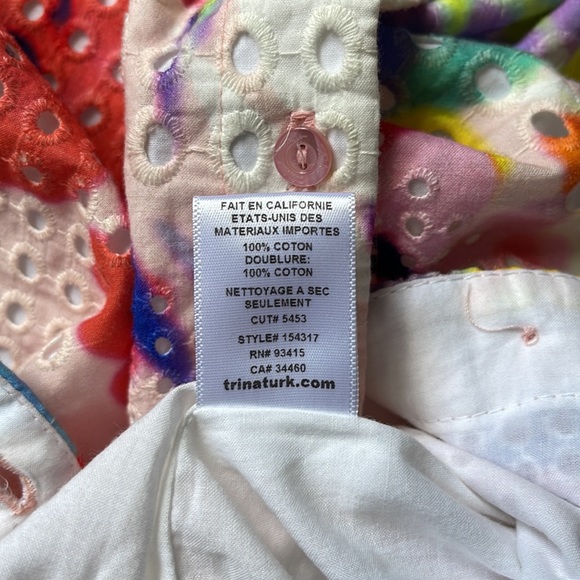 FAIT EN CALIFORNIE
ETATS-UNIS DES
MATERIAUX IMPORTES
100% COTON
DOUBLURE:
100% COTON
NETTOYAGE A SEC
SEULEMENT
CUT# 5453
STYLE# 154317
RN# 93415
CA# 34460
trinaturk.com